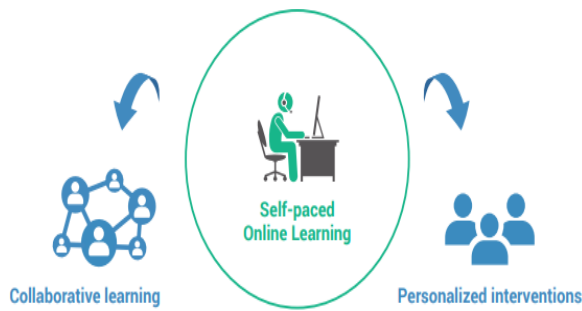 Self-paced
Online Learning
Collaborative learning
Personalized interventions